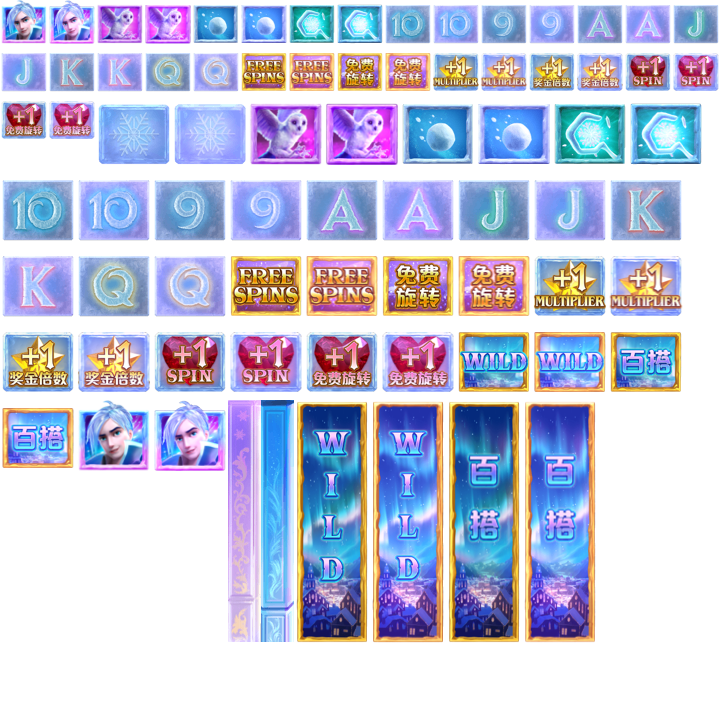 10 10 9 9 A A J
J K K Q Q FREE SPINS FREE SPINS 免费旋转 免费旋转 +1 MULTIPLIER +1 MULTIPLIER +1 奖金倍数 +1 奖金倍数 +1 SPIN +1 SPIN
+1 免费旋转 +1 免费旋转
10 10 9 9 A A J J K
K Q Q FREE SPINS FREE SPINS 免费旋转 免费旋转 +1 MULTIPLIER +1 MULTIPLIER
+1 奖金倍数 +1 奖金倍数 +1 SPIN +1 SPIN +1 免费旋转 +1 免费旋转 WILD WILD 百搭
百搭
WILD WILD 百搭 百搭